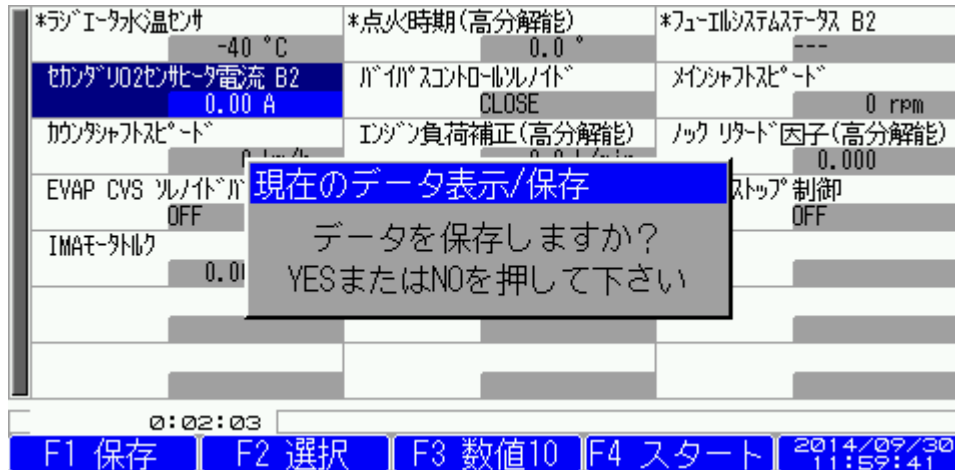 *ラジエータ水温センサ
-40 °C
*点火時期(高分解能)
0.0 °
*フューエルシステムステータス B2
---
セカンダリO2センサヒータ電流 B2
0.00 A
バイパスコントロールソレノイド
CLOSE
メインシャフトスピード
0 rpm
カウンタシャフトスピード
エンジン負荷補正(高分解能)
ノック リタード因子(高分解能)
0.000
EVAP CVS ソレノイドバ
OFF
ストップ制御
OFF
IMAモータトルク
0.0
現在のデータ表示/保存
データを保存しますか?
YESまたはNOを押して下さい
0:02:03
F1 保存
F2 選択
F3 数値10
F4 スタート
2014/09/30
11:59:41